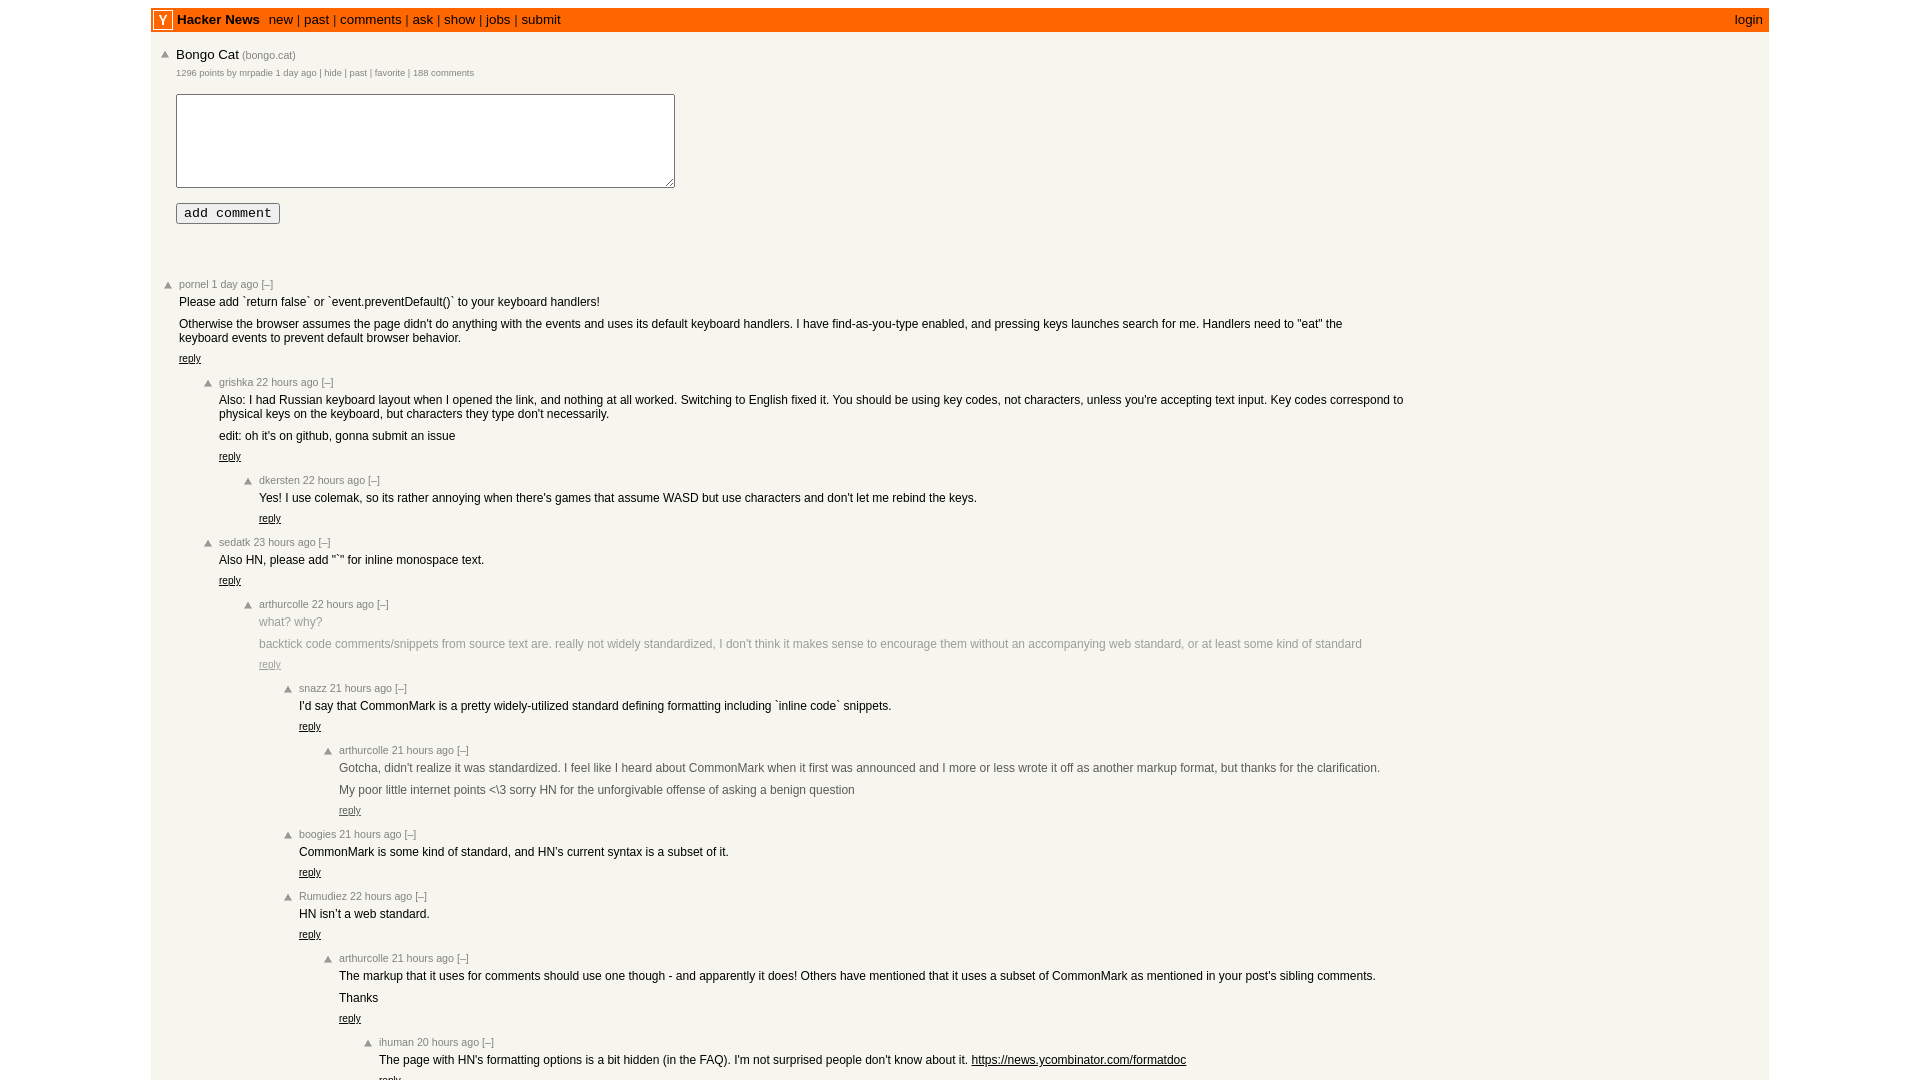 Y Hacker News new | past | comments | ask | show | jobs | submit login
Bongo Cat (bongo.cat)
1296 points by mrpadie 1 day ago | hide | past | favorite | 188 comments
add comment
pornel 1 day ago [–]
Please add `return false` or `event.preventDefault()` to your keyboard handlers!
Otherwise the browser assumes the page didn't do anything with the events and uses its default keyboard handlers. I have find-as-you-type enabled, and pressing keys launches search for me. Handlers need to "eat" the
keyboard events to prevent default browser behavior.
reply
grishka 22 hours ago [–]
Also: I had Russian keyboard layout when I opened the link, and nothing at all worked. Switching to English fixed it. You should be using key codes, not characters, unless you're accepting text input. Key codes correspond to
physical keys on the keyboard, but characters they type don't necessarily.
edit: oh it's on github, gonna submit an issue
reply
dkersten 22 hours ago [–]
Yes! I use colemak, so its rather annoying when there's games that assume WASD but use characters and don't let me rebind the keys.
reply
sedatk 23 hours ago [–]
Also HN, please add "`" for inline monospace text.
reply
arthurcolle 22 hours ago [–]
what? why?
backtick code comments/snippets from source text are. really not widely standardized, I don't think it makes sense to encourage them without an accompanying web standard, or at least some kind of standard
reply
snazz 21 hours ago [–]
I'd say that CommonMark is a pretty widely-utilized standard defining formatting including `inline code` snippets.
reply
arthurcolle 21 hours ago [–]
Gotcha, didn't realize it was standardized. I feel like I heard about CommonMark when it first was announced and I more or less wrote it off as another markup format, but thanks for the clarification.
My poor little internet points <\3 sorry HN for the unforgivable offense of asking a benign question
reply
boogies 21 hours ago [–]
CommonMark is some kind of standard, and HN's current syntax is a subset of it.
reply
Rumudiez 22 hours ago [–]
HN isn't a web standard.
reply
arthurcolle 21 hours ago [–]
The markup that it uses for comments should use one though - and apparently it does! Others have mentioned that it uses a subset of CommonMark as mentioned in your post's sibling comments.
Thanks
reply
ihuman 20 hours ago [–]
The page with HN's formatting options is a bit hidden (in the FAQ). I'm not surprised people don't know about it. https://news.ycombinator.com/formatdoc
reply